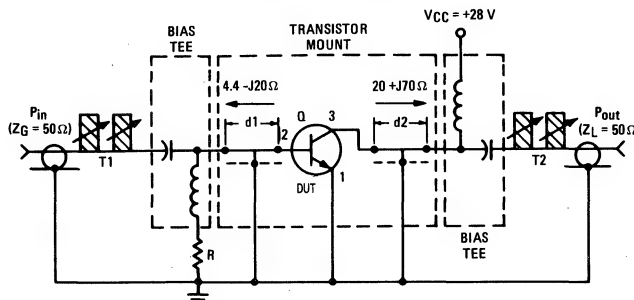 BIAS
TEE
TRANSISTOR
MOUNT
VCC = +28 V
Pin
(ZG = 50Ω)
T1
4.4 -J20Ω
d1
2
Q
3
DUT
1
20 +J70Ω
d2
T2
Pout
(ZL = 50Ω)
R
BIAS
TEE